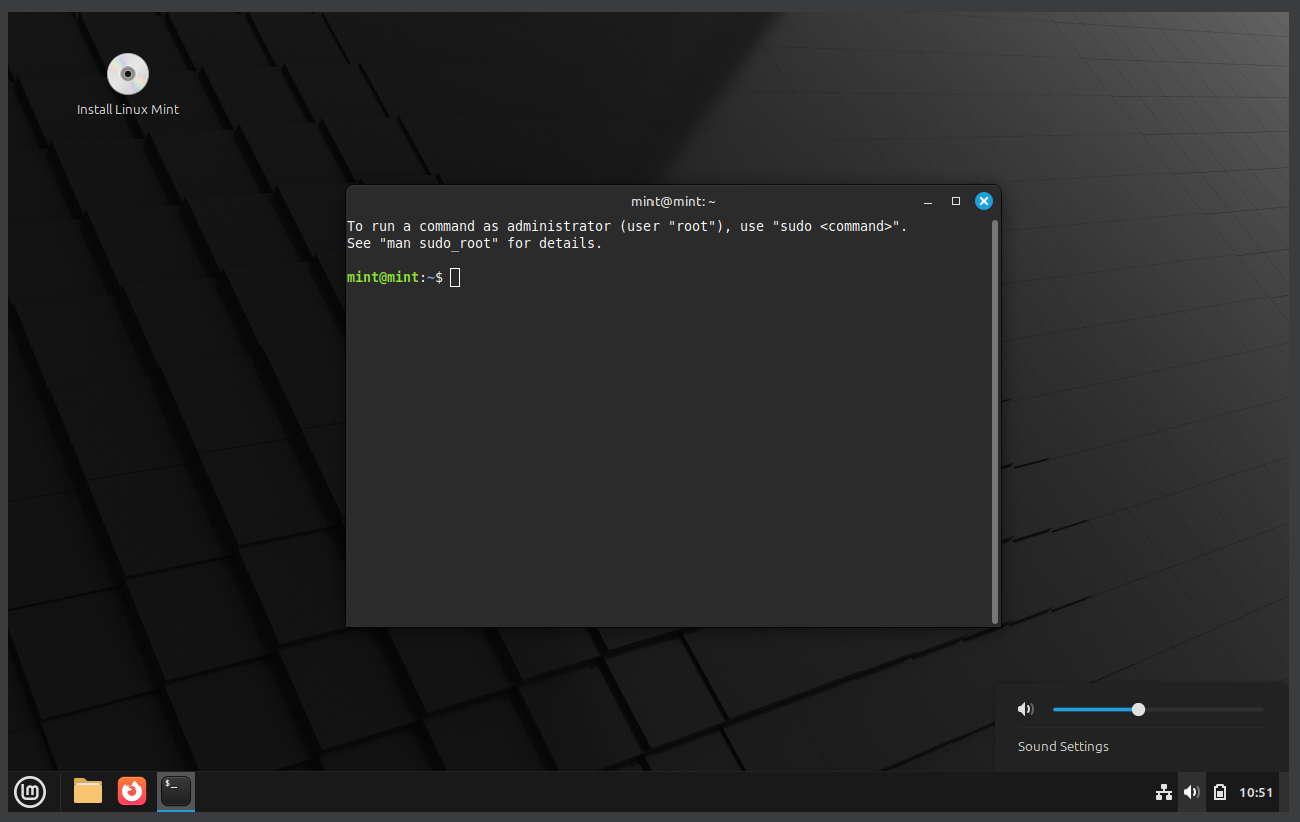 Install Linux Mint
mint@mint: ~
To run a command as administrator (user "root"), use "sudo <command>".
See "man sudo_root" for details.
mint@mint:~$
Sound Settings
$_
10:51